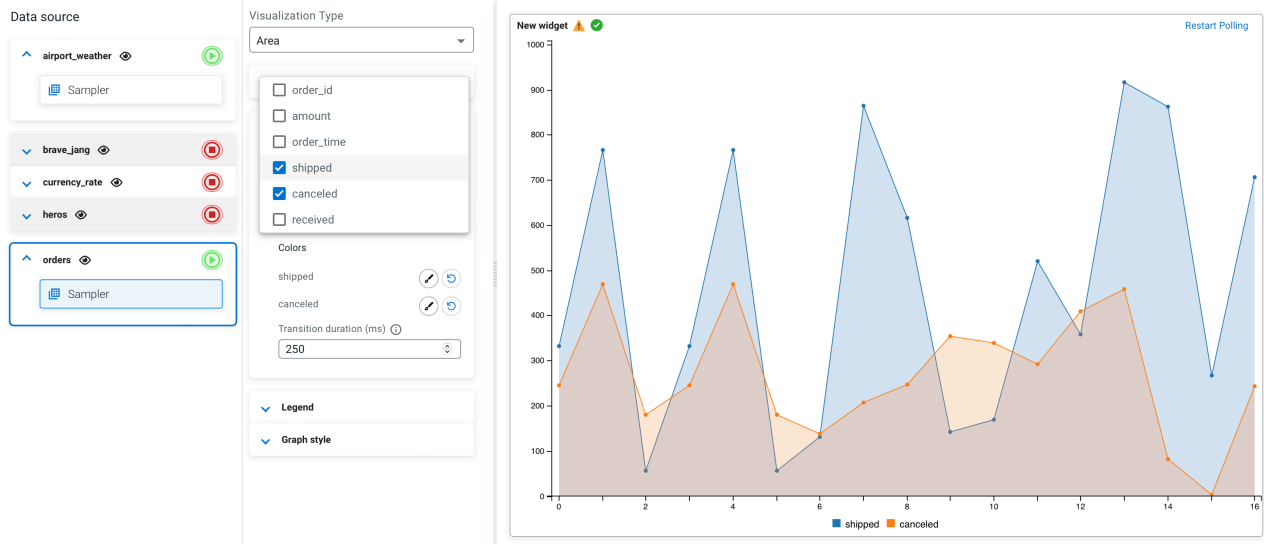 Data source
airport_weather
Sampler
brave_jang
currency_rate
heros
orders
Sampler
Visualization Type
Area
order_id
amount
order_time
shipped
canceled
received
Colors
shipped
canceled
Transition duration (ms)
250
Legend
Graph style
New widget
Restart Polling
1000
900
800
700
600
500
400
300
200
100
0
0 2 4 6 8 10 12 14 16
shipped canceled